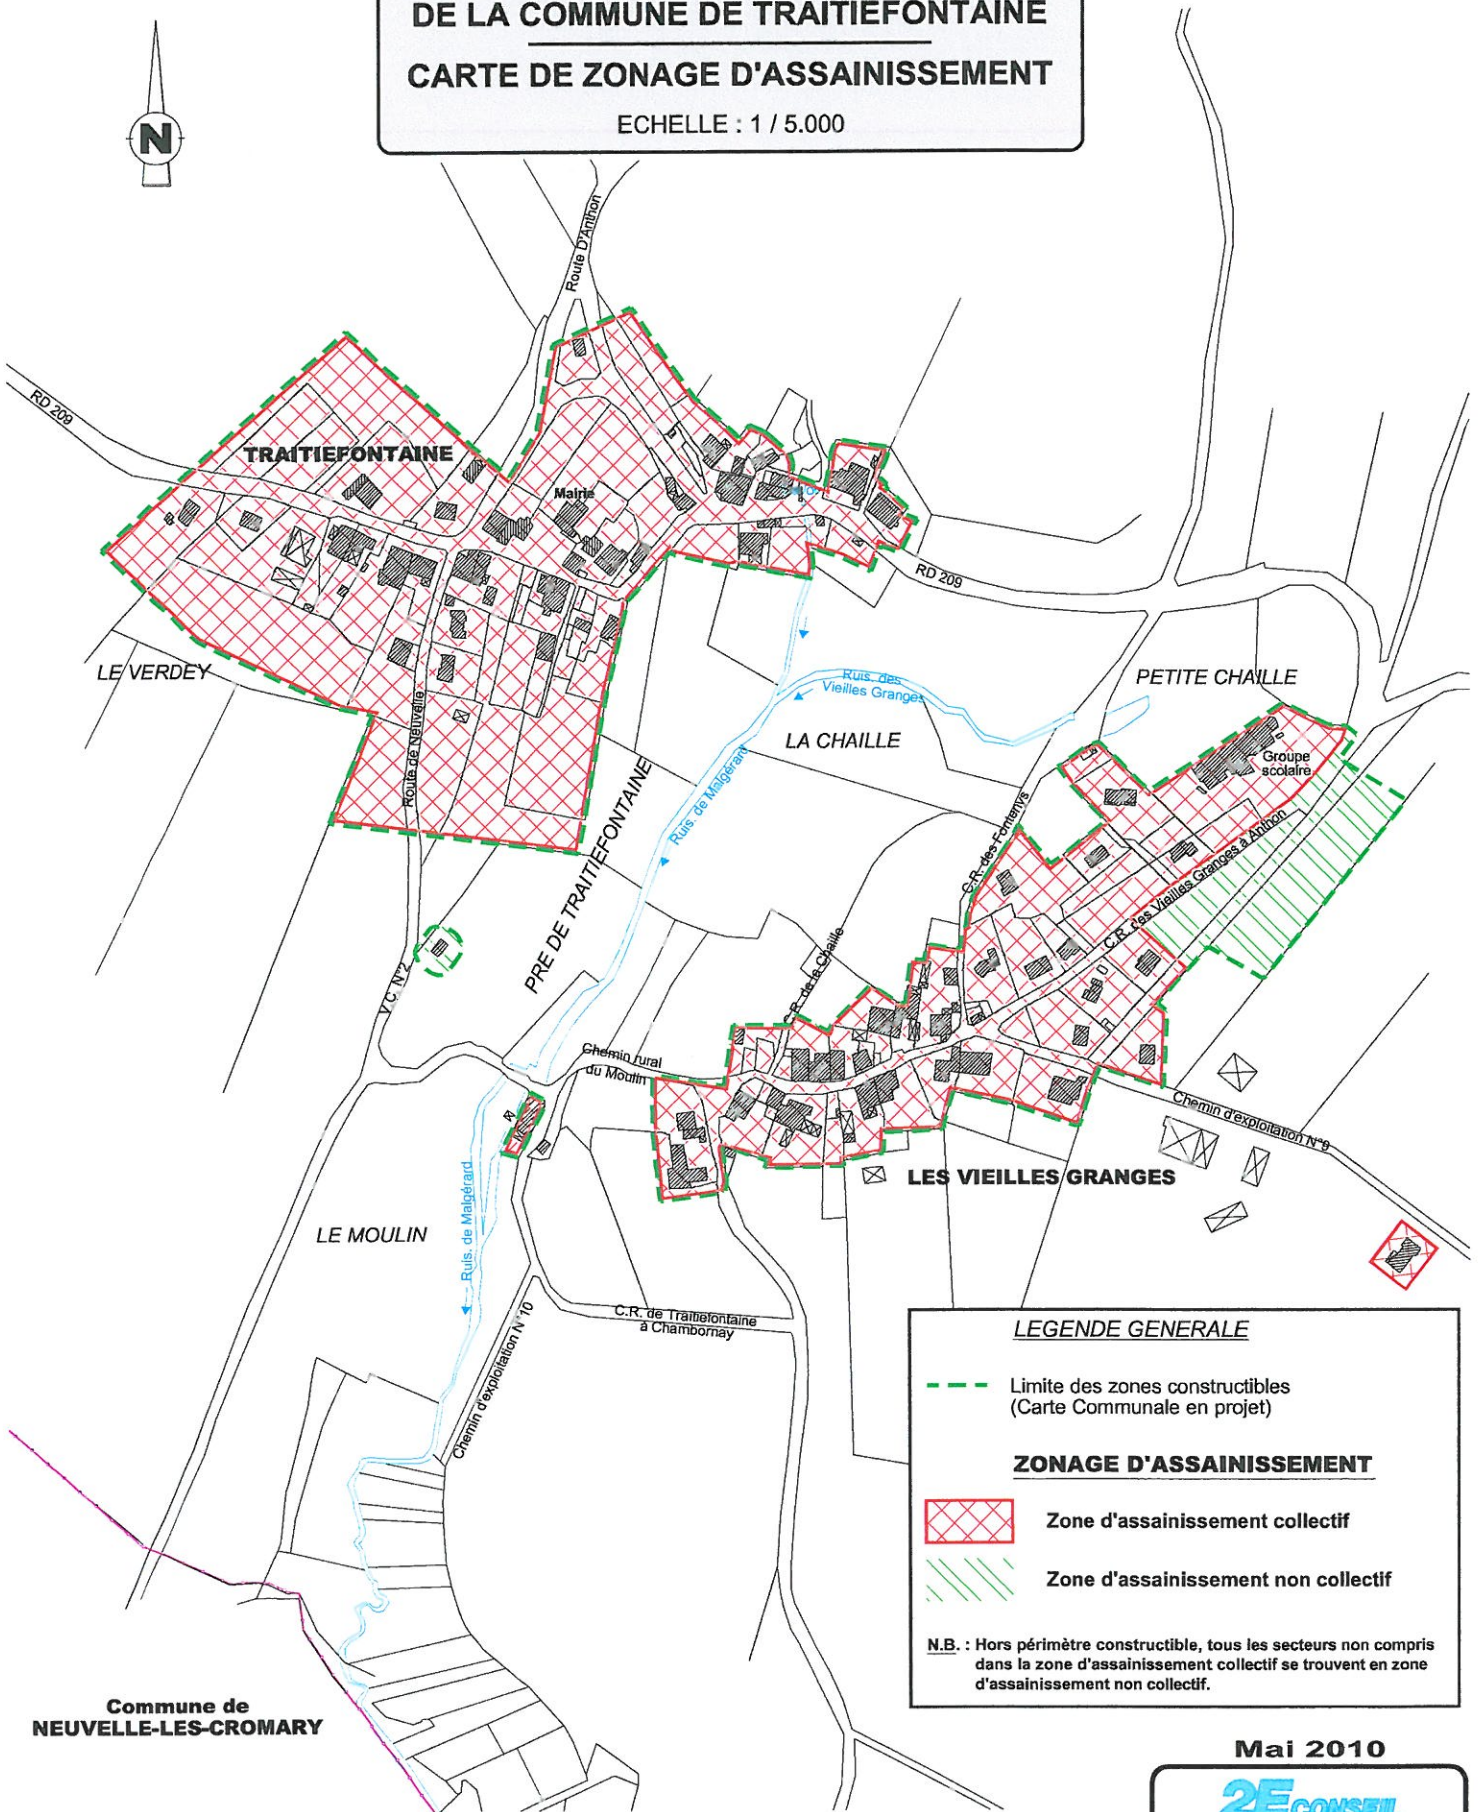 DE LA COMMUNE DE TRAITIEFONTAINE
CARTE DE ZONAGE D'ASSAINISSEMENT
ECHELLE : 1 / 5.000
N
Route D'Anthon
RD 209
TRAITIEFONTAINE
Mairie
RD 209
LE VERDEY
Ruis. des
Vieilles Granges
PETITE CHAILLE
Route de Neuvelle
LA CHAILLE
Groupe
scolaire
Ruis. de Malgérard
PRE DE TRAITIEFONTAINE
C.R. des Fontenys
C.R. des Vieilles Granges à Anthon
V.C. N°2
C.R. de la Chaille
Chemin rural
du Moulin
Chemin d'exploitation N°9
LES VIEILLES GRANGES
Ruis. de Malgérard
LE MOULIN
C.R. de Traitiefontaine
à Chambornay
Chemin d'exploitation N°10
LEGENDE GENERALE
Limite des zones constructibles
(Carte Communale en projet)
ZONAGE D'ASSAINISSEMENT
Zone d'assainissement collectif
Zone d'assainissement non collectif
N.B. : Hors périmètre constructible, tous les secteurs non compris
dans la zone d'assainissement collectif se trouvent en zone
d'assainissement non collectif.
Commune de
NEUVELLE-LES-CROMARY
Mai 2010
2E CONSEIL